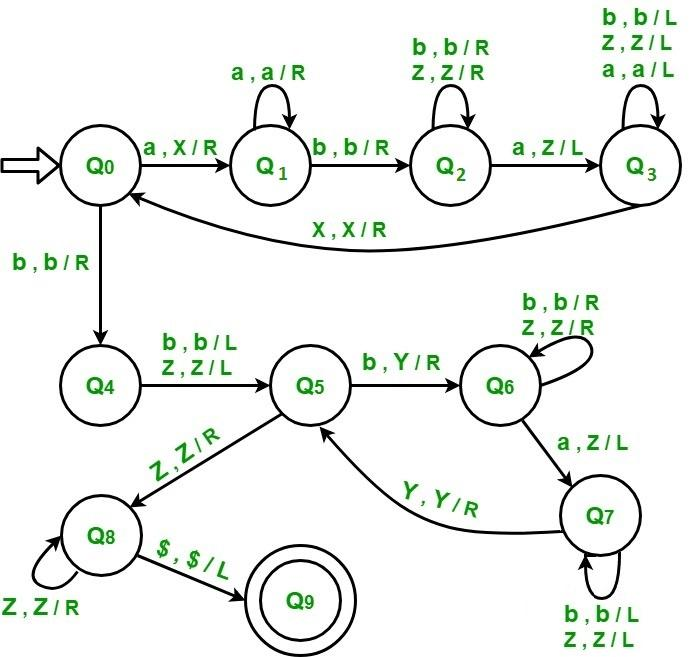 b , b / L
Z , Z / L
a , a / L
b , b / R
Z , Z / R
a , a / R
Q0
a , X / R
Q1
b , b / R
Q2
a , Z / L
Q3
X , X / R
b , b / R
b , b / L
Z , Z / L
b , b / R
Z , Z / R
Q4
Q5
b , Y / R
Q6
a , Z / L
Z , Z / R
Y , Y / R
Q7
Q8
$ , $ / L
Q9
Z , Z / R
b , b / L
Z , Z / L